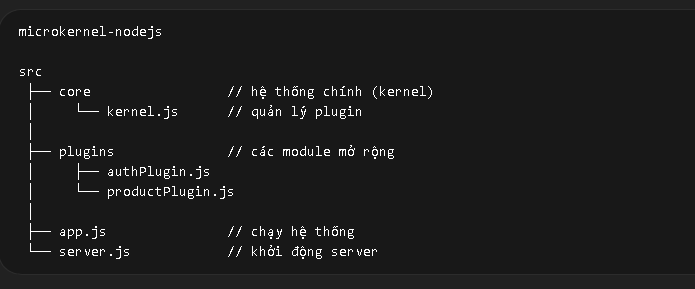 microkernel-nodejs
src
├── core // hệ thống chính (kernel)
│ └── kernel.js // quản lý plugin
│
├── plugins // các module mở rộng
│ ├── authPlugin.js
│ └── productPlugin.js
│
├── app.js // chạy hệ thống
└── server.js // khởi động server